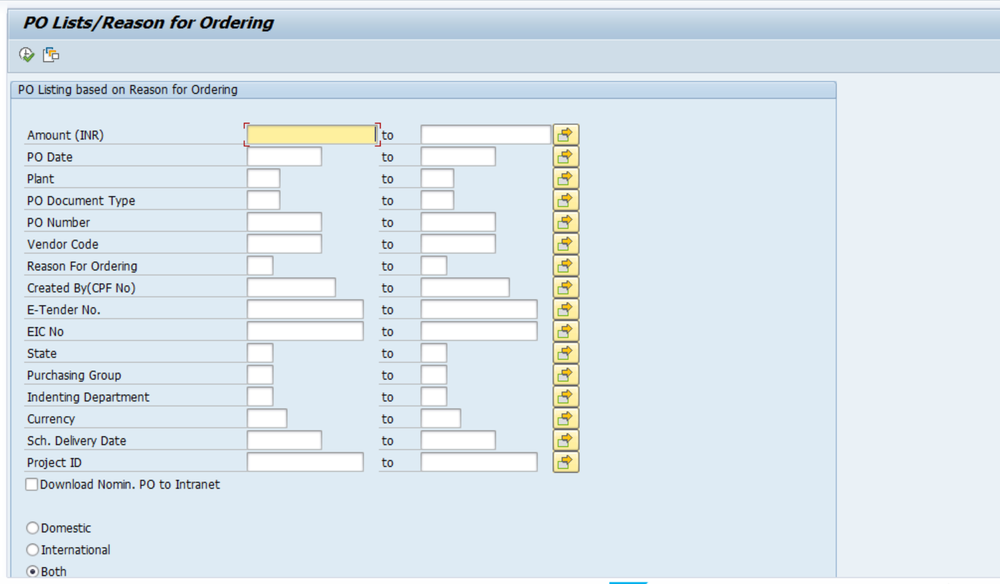 PO Lists/Reason for Ordering
PO Listing based on Reason for Ordering
Amount (INR) to
PO Date to
Plant to
PO Document Type to
PO Number to
Vendor Code to
Reason For Ordering to
Created By(CPF No) to
E-Tender No. to
EIC No to
State to
Purchasing Group to
Indenting Department to
Currency to
Sch. Delivery Date to
Project ID to
Download Nomin. PO to Intranet
Domestic
International
Both